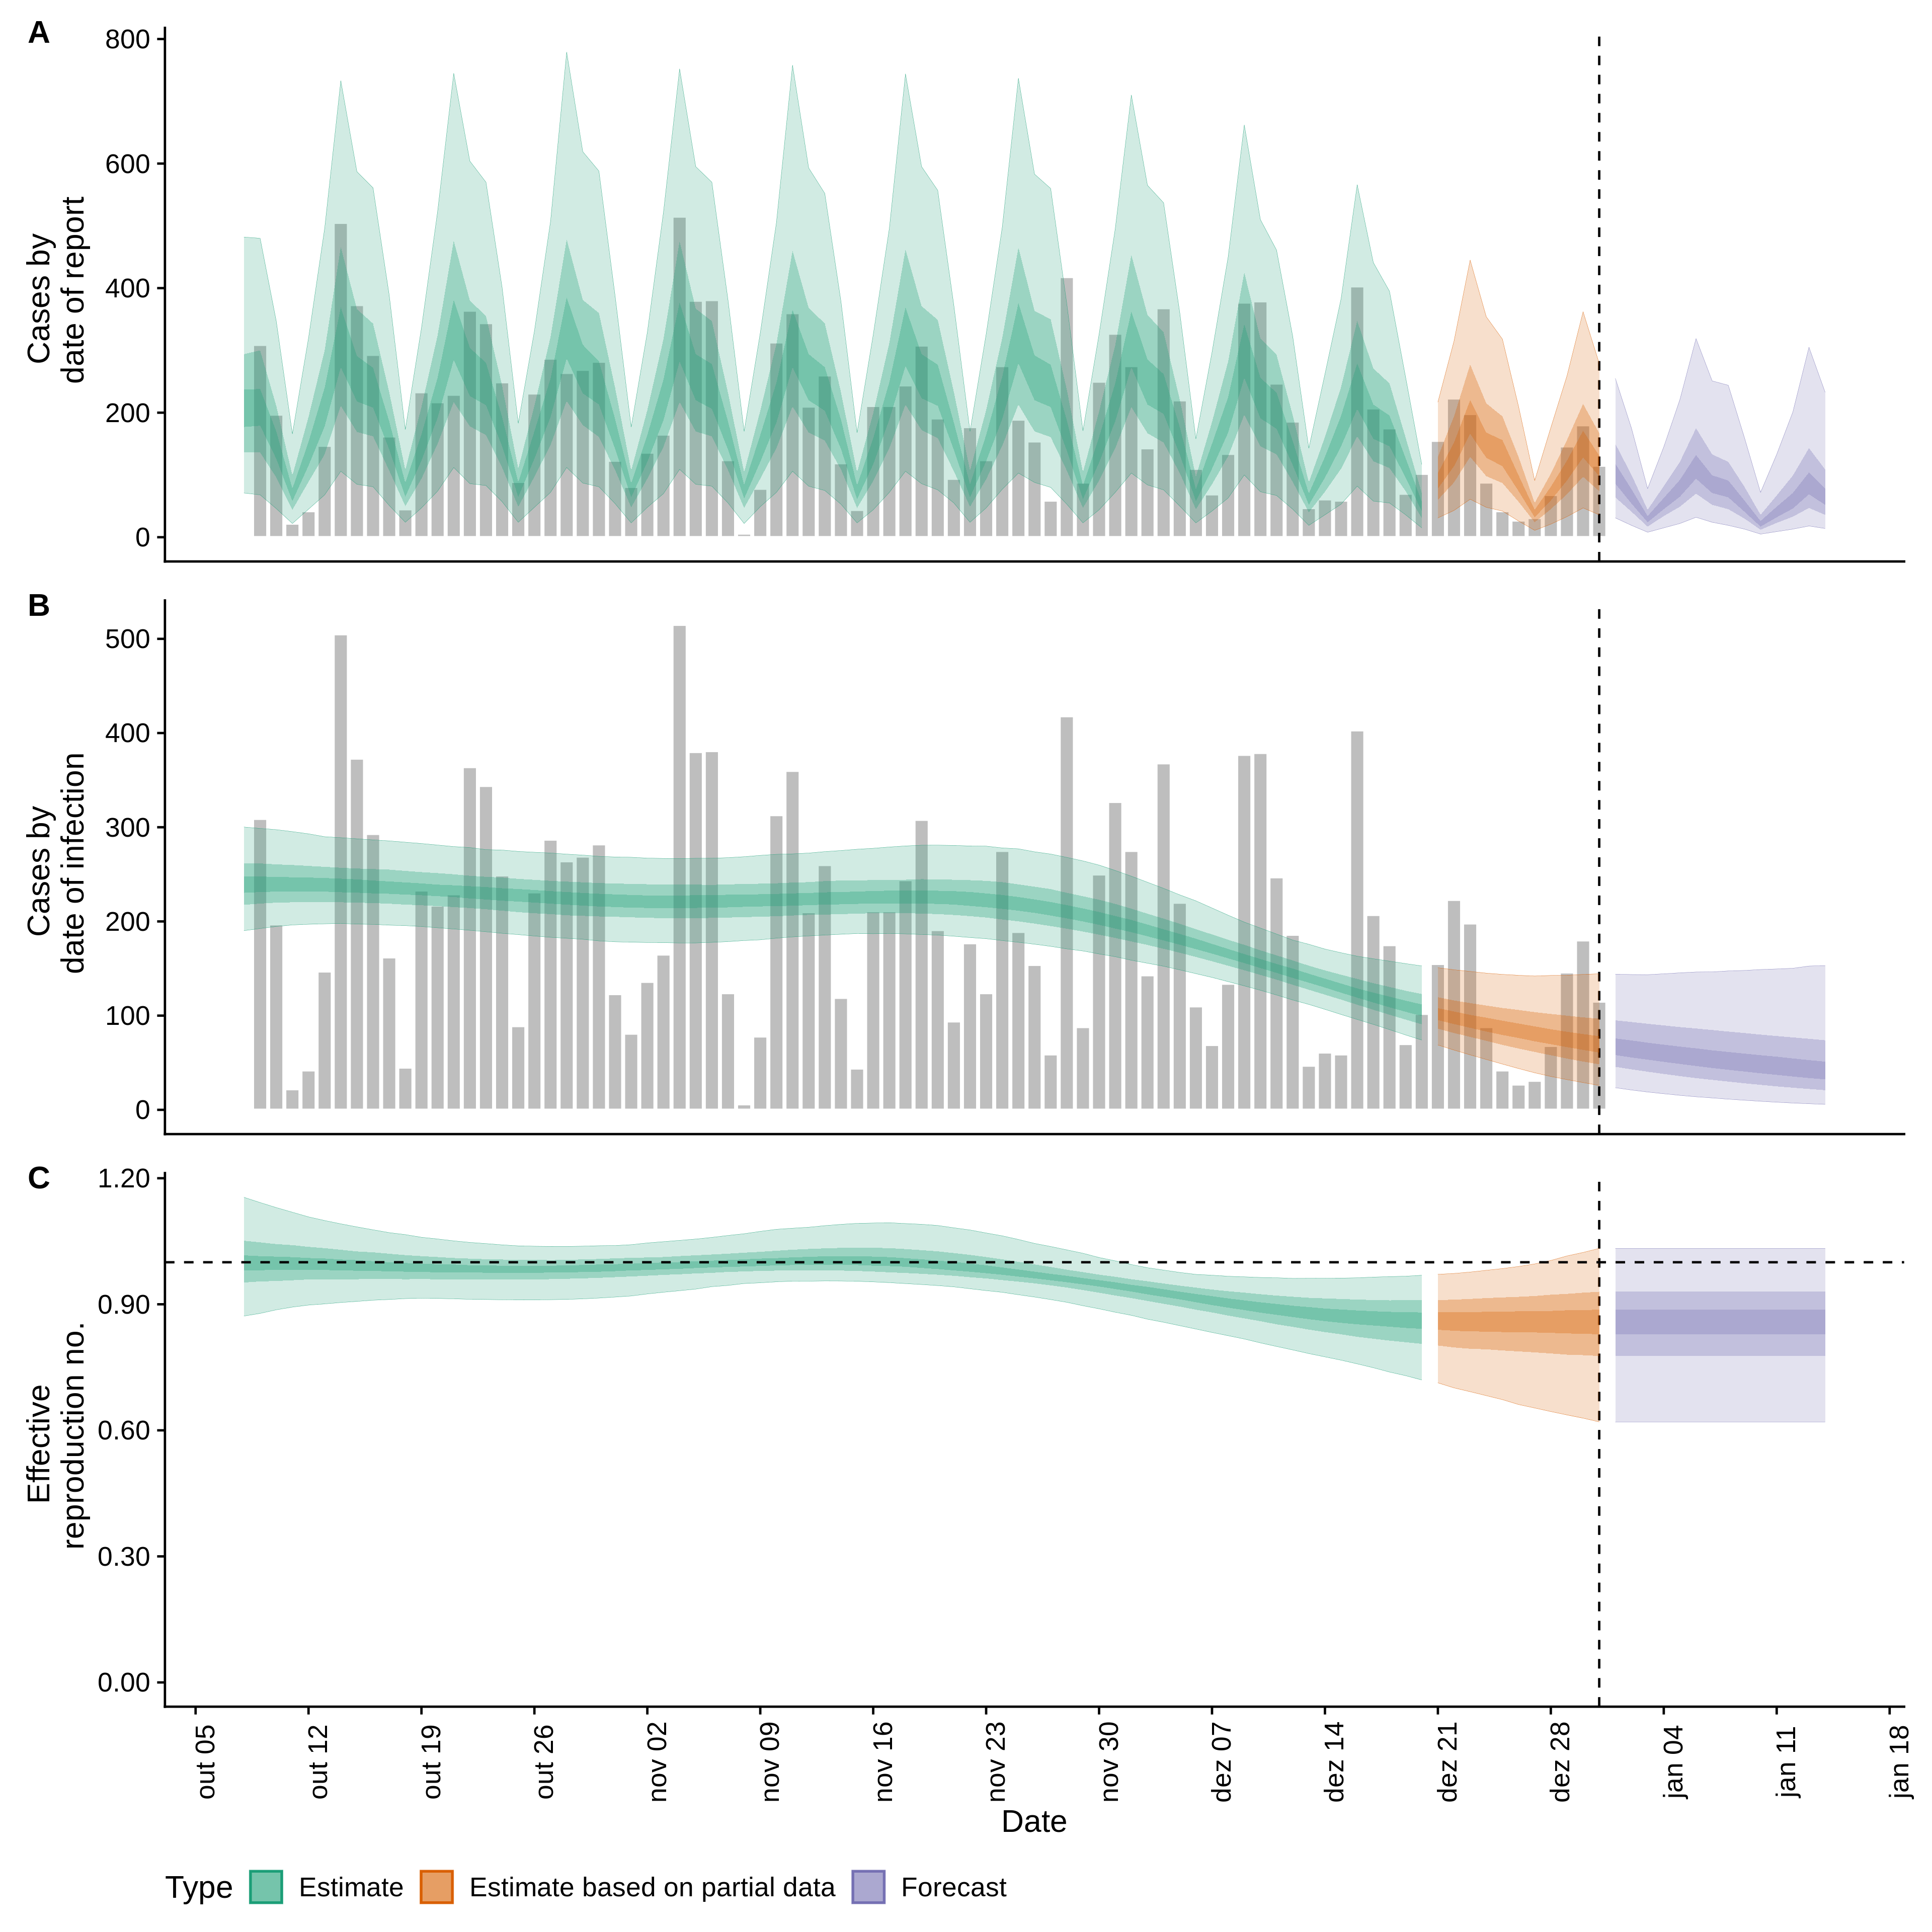 A
800
600
400
200
0
Cases by
date of report
B
500
400
300
200
100
0
Cases by
date of infection
C
1.20
0.90
0.60
0.30
0.00
Effective
reproduction no.
out 05
out 12
out 19
out 26
nov 02
nov 09
nov 16
nov 23
nov 30
dez 07
dez 14
dez 21
dez 28
jan 04
jan 11
jan 18
Date
Type Estimate Estimate based on partial data Forecast